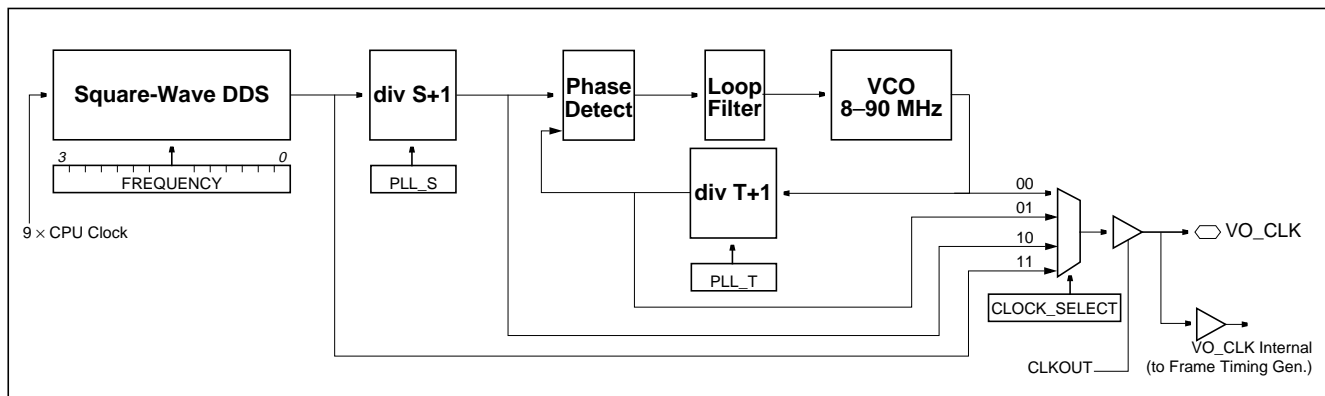 Square-Wave DDS
div S+1
Phase
Detect
Loop
Filter
VCO
8–90 MHz
3
0
FREQUENCY
PLL_S
div T+1
PLL_T
9 × CPU Clock
00
01
10
11
CLOCK_SELECT
VO_CLK
CLKOUT
VO_CLK Internal
(to Frame Timing Gen.)